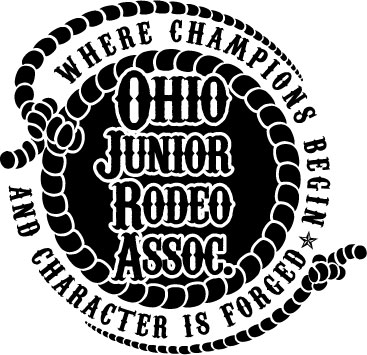 WHERE CHAMPIONS BEGIN
OHIO
JUNIOR
RODEO
ASSOC.
AND CHARACTER IS FORGED